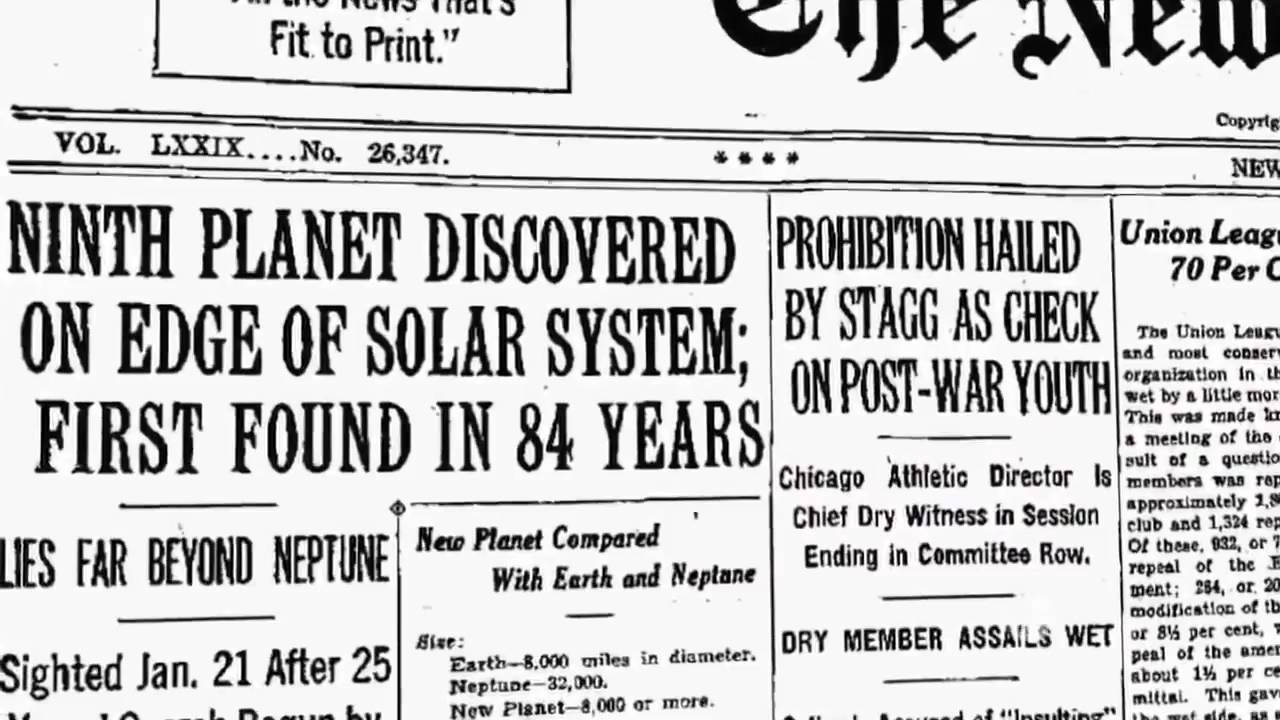 "All the News That's
Fit to Print."
The New
Copyrig
VOL. LXXIX....No. 26,347.
* * * *
NEW
NINTH PLANET DISCOVERED
ON EDGE OF SOLAR SYSTEM;
FIRST FOUND IN 84 YEARS
LIES FAR BEYOND NEPTUNE
Sighted Jan. 21 After 25
New Planet Compared
With Earth and Neptune
Size:
Earth—8,000 miles in diameter.
Neptune—32,000.
New Planet—8,000 or more.
PROHIBITION HAILED
BY STAGG AS CHECK
ON POST-WAR YOUTH
Chicago Athletic Director Is
Chief Dry Witness in Session
Ending in Committee Row.
DRY MEMBER ASSAILS WET
"Insulting"
Union Leag
70 Per C
The Union Leagu
and most conserv
organization in th
wet by a little mor
This was made kn
a meeting of the
sult of a questio
members was rep
approximately 1,8
club and 1,324 rep
Of these, 932, or 7
repeal of the E
ment; 264, or 20
modification of th
or 8½ per cent, v
peal of the amen
about 1½ per ce
mittal. This gav
the wet side, as